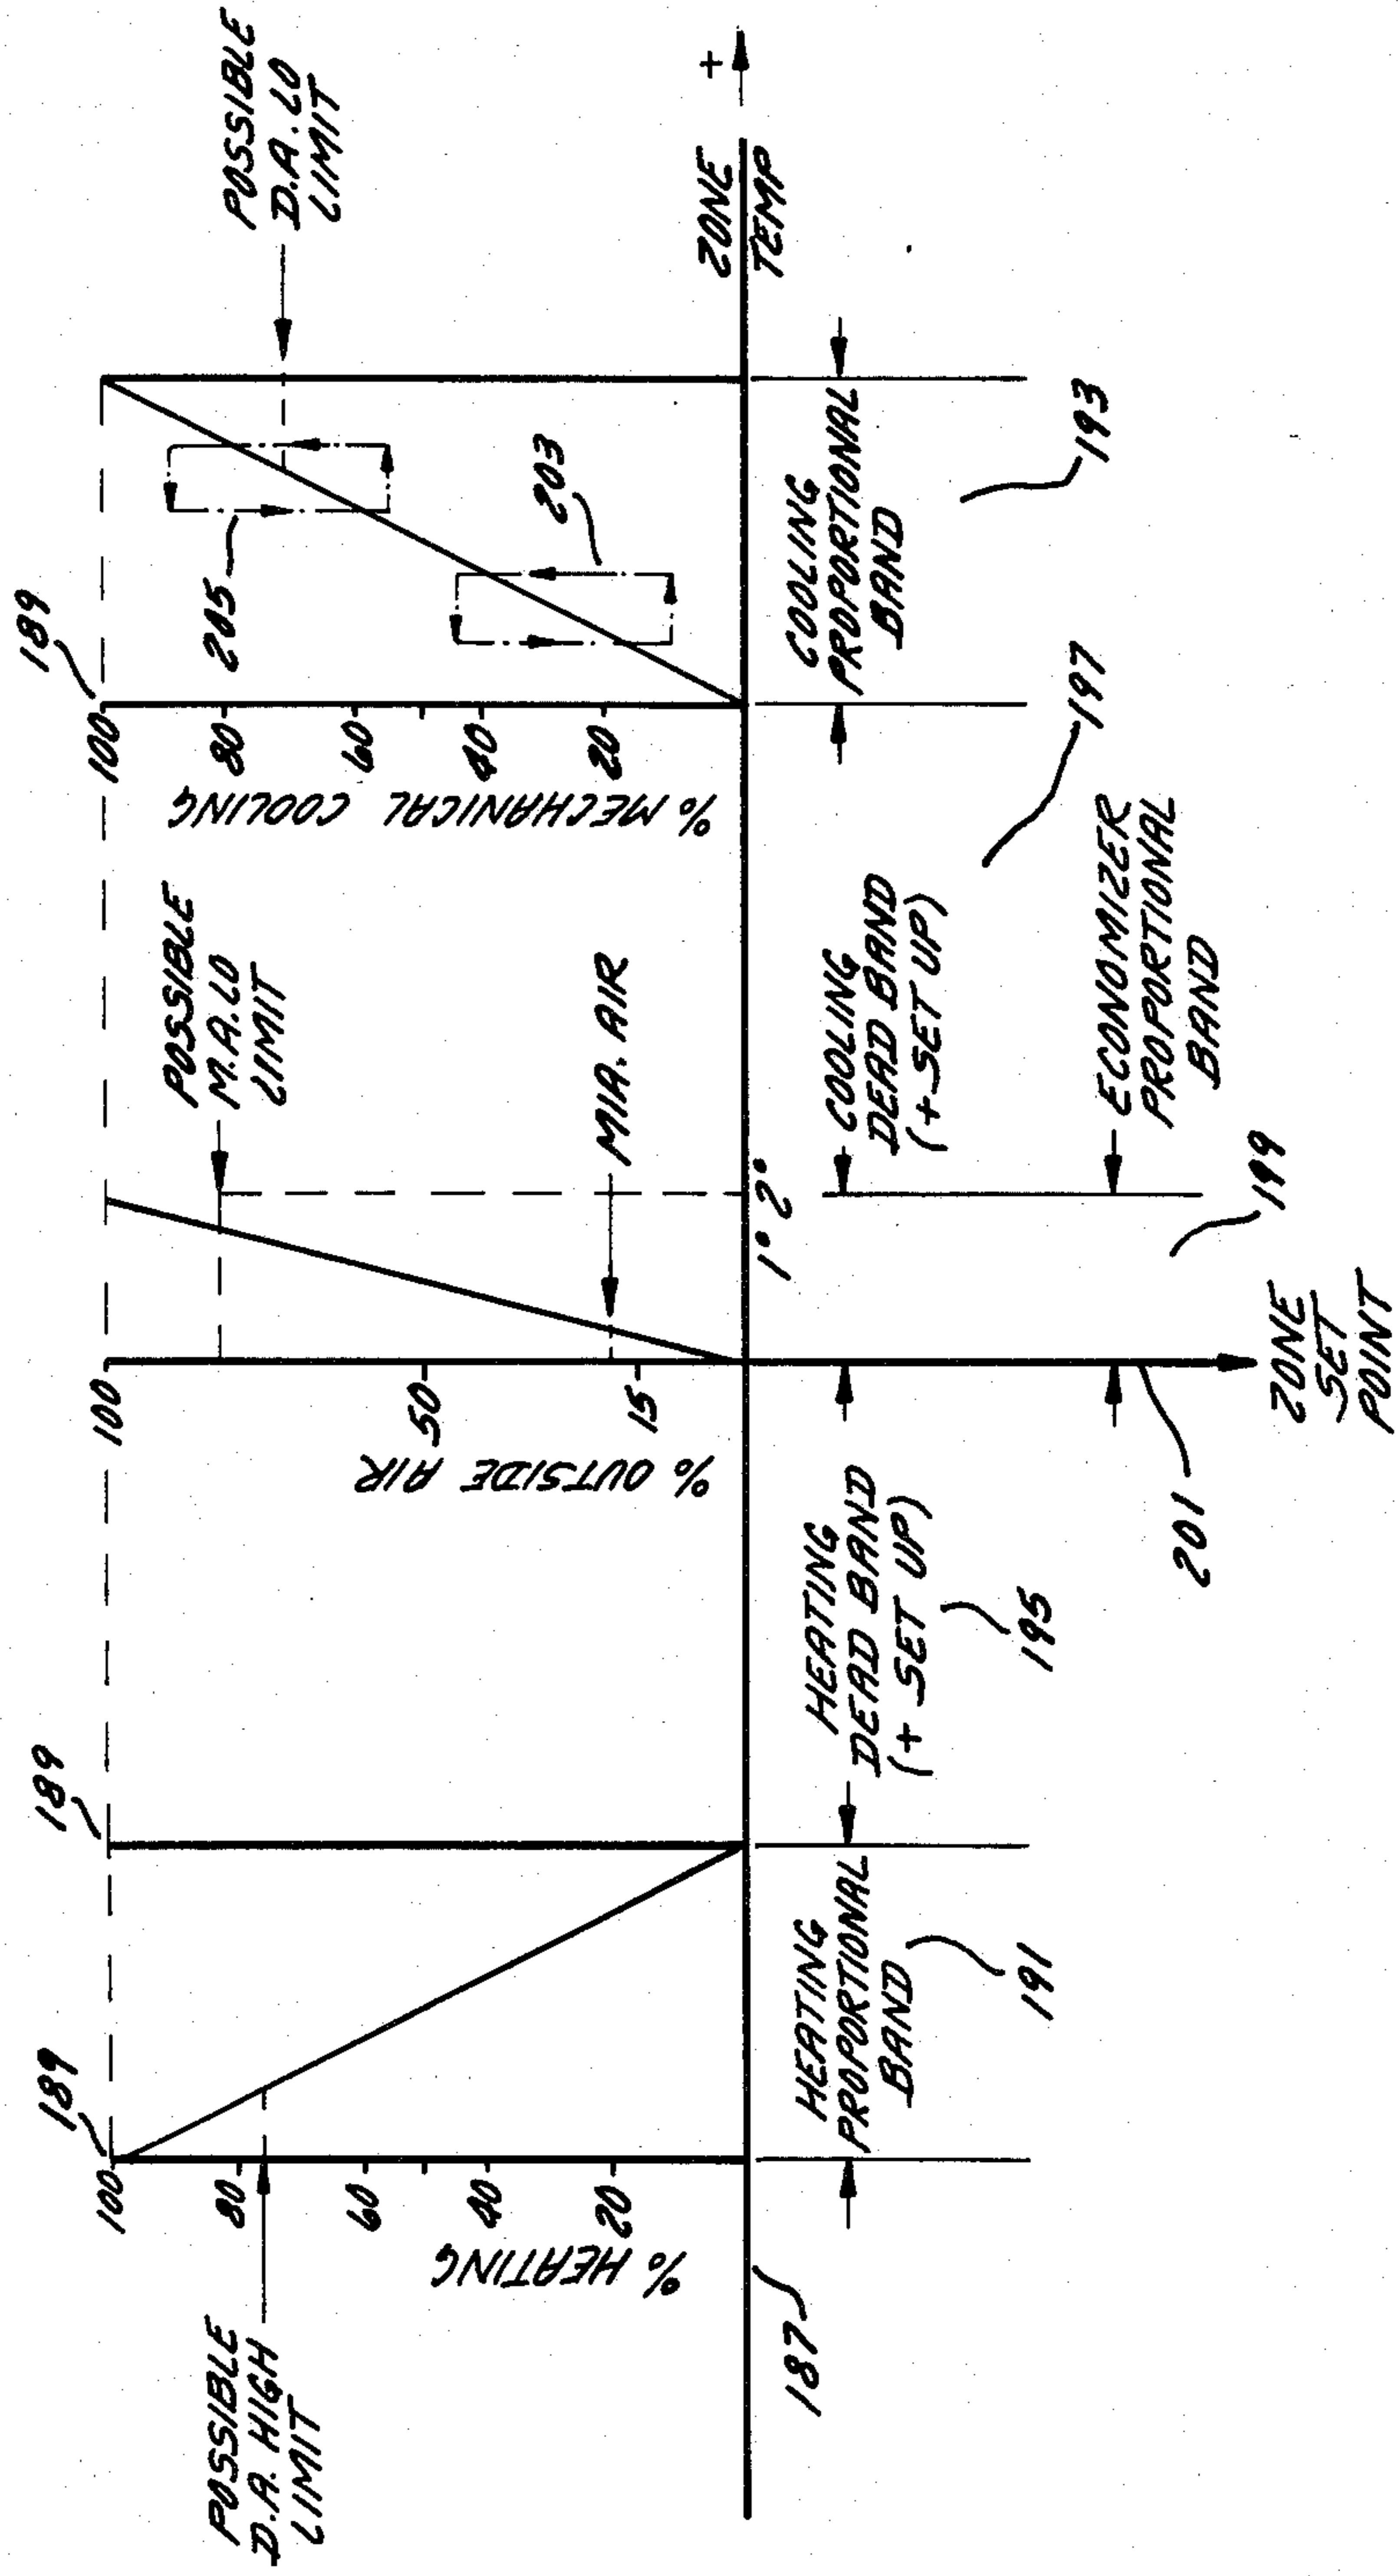 189
189
189
POSSIBLE
D.A. HIGH
LIMIT
100
80
60
40
20
% HEATING
100
50
15
% OUTSIDE AIR
POSSIBLE
M.A. LO
LIMIT
MIA. AIR
1° 2°
100
80
60
40
20
% MECHANICAL COOLING
205
203
POSSIBLE
D.A. LO
LIMIT
ZONE
TEMP
+
187
HEATING
PROPORTIONAL
BAND
191
HEATING
DEAD BAND
(+ SET UP)
195
COOLING
DEAD BAND
(+ SET UP)
197
COOLING
PROPORTIONAL
BAND
193
ECONOMIZER
PROPORTIONAL
BAND
199
201
ZONE
SET
POINT